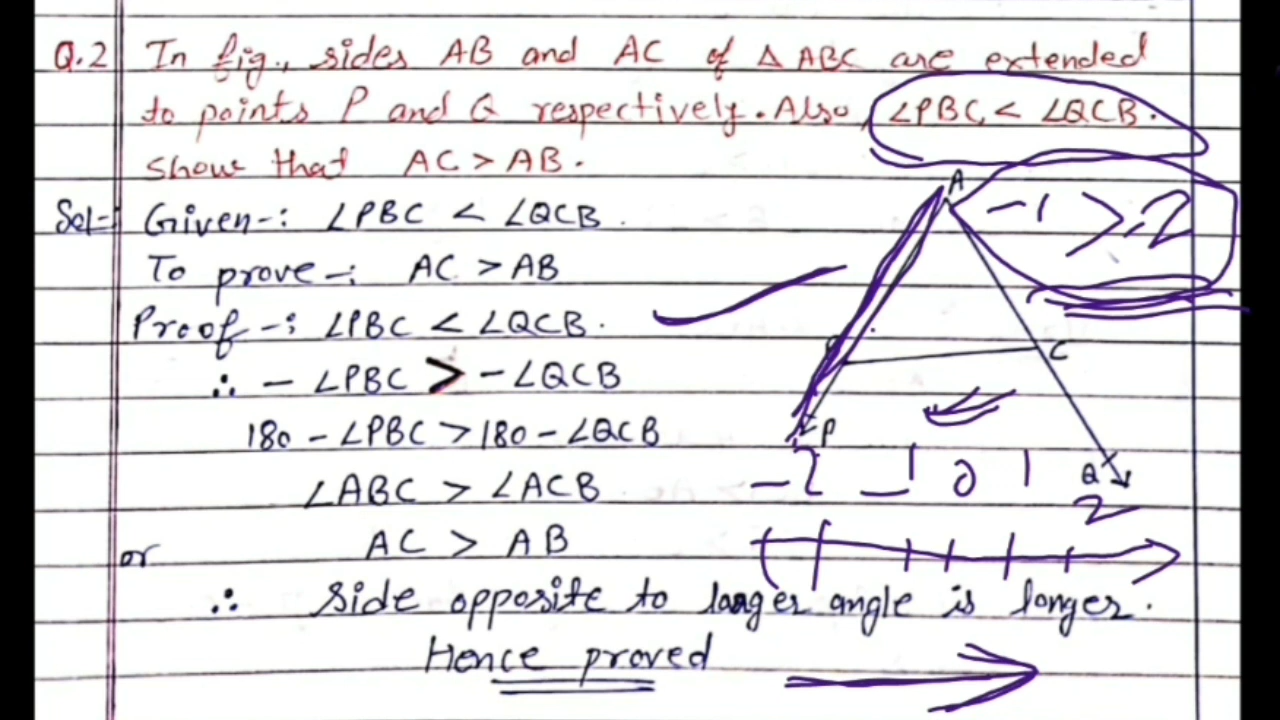 Q.2 In fig., sides AB and AC of △ ABC are extended
to points P and Q respectively. Also, ∠PBC < ∠QCB.
show that AC > AB.
Sol:- Given-: ∠PBC < ∠QCB.
To prove-: AC > AB
Proof-: ∠PBC < ∠QCB.
∴ - ∠PBC > - ∠QCB
180 - ∠PBC > 180 - ∠QCB
∠ABC > ∠ACB
AC > AB
or
∴ side opposite to larger angle is longer.
Hence proved
A
-1 > -2
C
P
Q
-2 -1 0 1 2